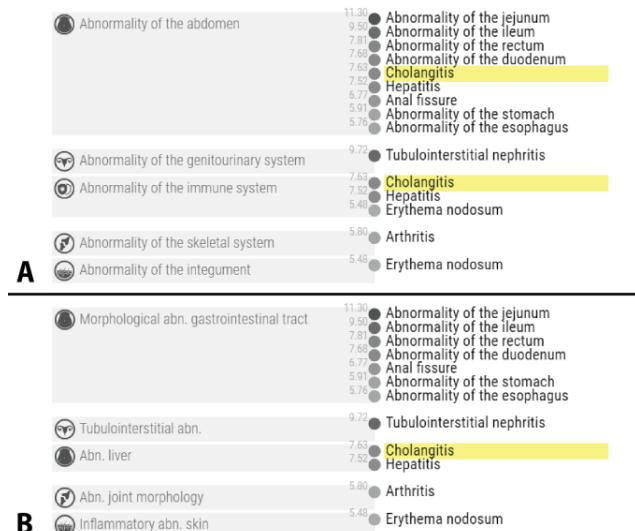 Abnormality of the abdomen
11.30 Abnormality of the jejunum
9.50 Abnormality of the ileum
7.81 Abnormality of the rectum
7.68 Abnormality of the duodenum
7.63 Cholangitis
7.52 Hepatitis
6.77 Anal fissure
5.91 Abnormality of the stomach
5.76 Abnormality of the esophagus
Abnormality of the genitourinary system
9.72 Tubulointerstitial nephritis
Abnormality of the immune system
7.63 Cholangitis
7.52 Hepatitis
5.48 Erythema nodosum
Abnormality of the skeletal system
5.80 Arthritis
A
Abnormality of the integument
5.48 Erythema nodosum
Morphological abn. gastrointestinal tract
11.30 Abnormality of the jejunum
9.50 Abnormality of the ileum
7.81 Abnormality of the rectum
7.68 Abnormality of the duodenum
6.77 Anal fissure
5.91 Abnormality of the stomach
5.76 Abnormality of the esophagus
Tubulointerstitial abn.
9.72 Tubulointerstitial nephritis
Abn. liver
7.63 Cholangitis
7.52 Hepatitis
Abn. joint morphology
5.80 Arthritis
B
Inflammatory abn. skin
5.48 Erythema nodosum